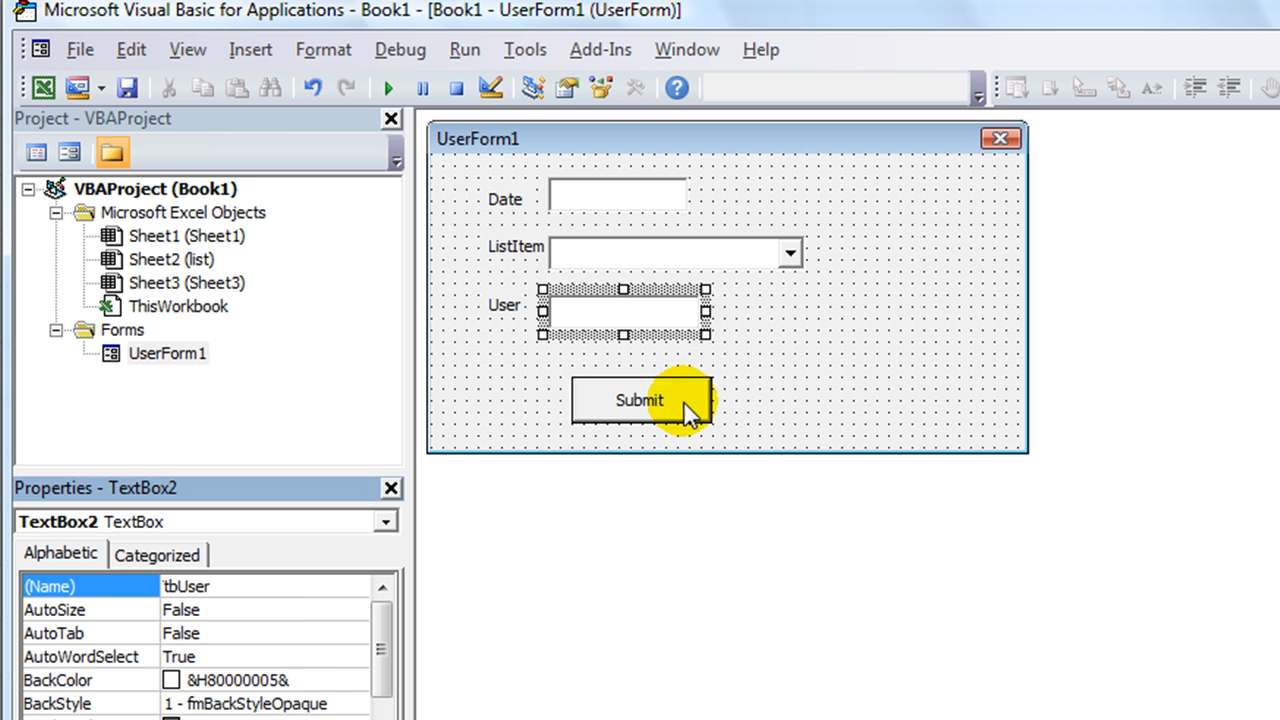 Microsoft Visual Basic for Applications - Book1 - [Book1 - UserForm1 (UserForm)]
File Edit View Insert Format Debug Run Tools Add-Ins Window Help
Project - VBAProject
VBAProject (Book1)
Microsoft Excel Objects
Sheet1 (Sheet1)
Sheet2 (list)
Sheet3 (Sheet3)
ThisWorkbook
Forms
UserForm1
UserForm1
Date
ListItem
User
Submit
Properties - TextBox2
TextBox2 TextBox
Alphabetic Categorized
(Name) tbUser
AutoSize False
AutoTab False
AutoWordSelect True
BackColor &H80000005&
BackStyle 1 - fmBackStyleOpaque